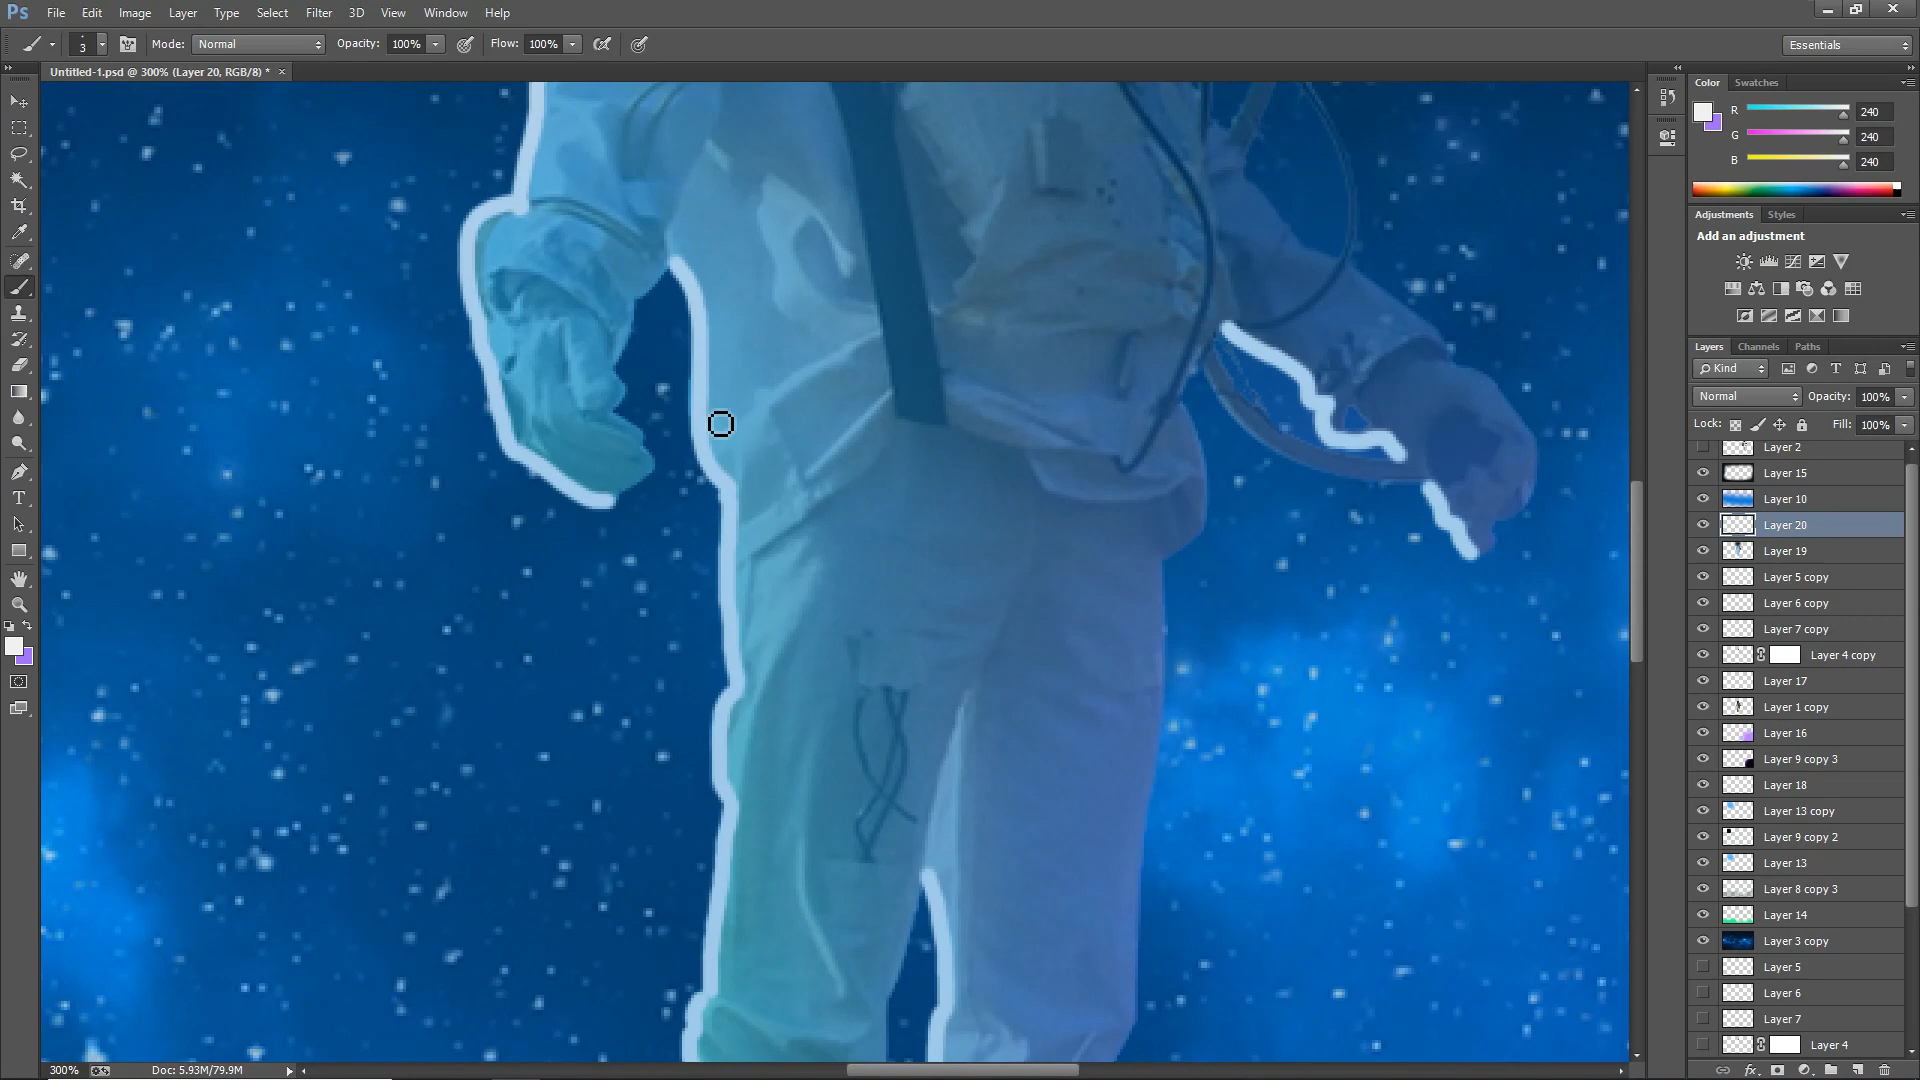 Ps File Edit Image Layer Type Select Filter 3D View Window Help
3 Mode: Normal Opacity: 100% Flow: 100% Essentials
Untitled-1.psd @ 300% (Layer 20, RGB/8) * ×
Color Swatches
R 240
G 240
B 240
Adjustments Styles
Add an adjustment
Layers Channels Paths
Kind
Normal Opacity: 100%
Lock: Fill: 100%
Layer 2
Layer 15
Layer 10
Layer 20
Layer 19
Layer 5 copy
Layer 6 copy
Layer 7 copy
Layer 4 copy
Layer 17
Layer 1 copy
Layer 16
Layer 9 copy 3
Layer 18
Layer 13 copy
Layer 9 copy 2
Layer 13
Layer 8 copy 3
Layer 14
Layer 3 copy
Layer 5
Layer 6
Layer 7
Layer 4
300% Doc: 5.93M/79.9M